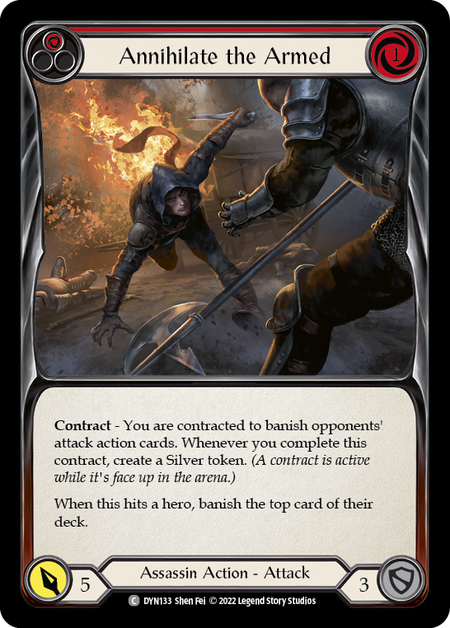 Annihilate the Armed
1
Contract - You are contracted to banish opponents'
attack action cards. Whenever you complete this
contract, create a Silver token. (A contract is active
while it's face up in the arena.)
When this hits a hero, banish the top card of their
deck.
5
Assassin Action - Attack
3
C DYN133 Shen Fei © 2022 Legend Story Studios